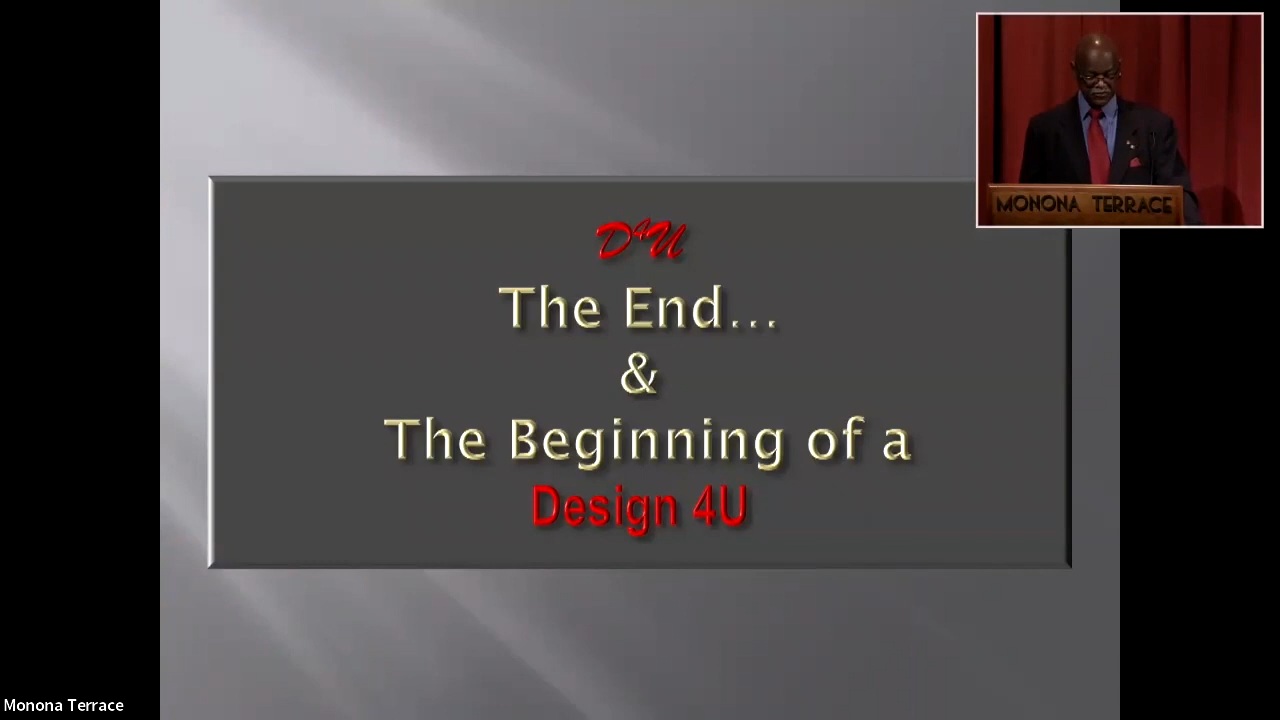 D⁴U
The End...
&
The Beginning of a
Design 4U
MONONA TERRACE
Monona Terrace